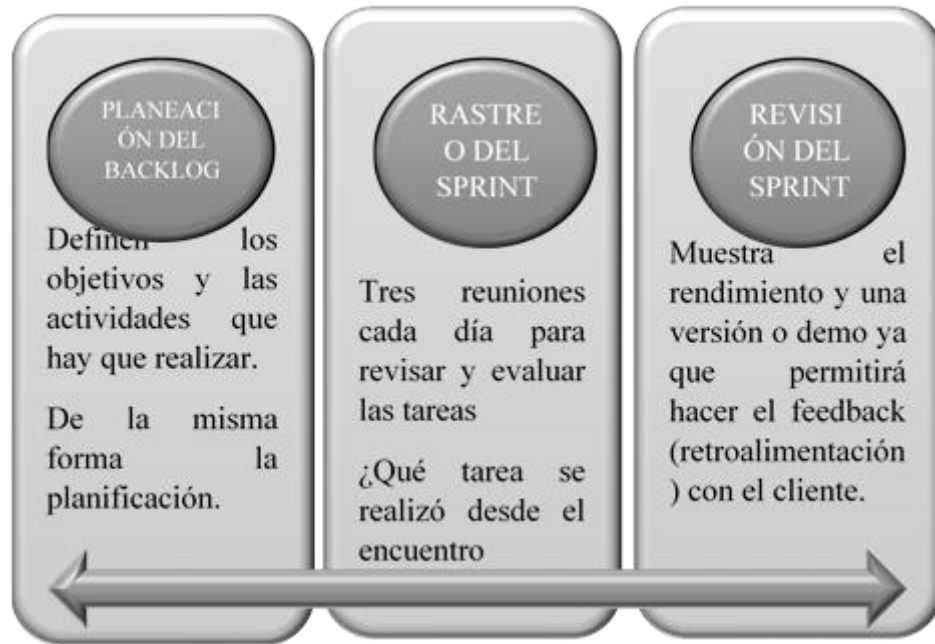 PLANEACI
ÓN DEL
BACKLOG
Definen los
objetivos y las
actividades que
hay que realizar.
De la misma
forma la
planificación.
RASTRE
O DEL
SPRINT
Tres reuniones
cada día para
revisar y evaluar
las tareas
¿Qué tarea se
realizó desde el
encuentro
REVISI
ÓN DEL
SPRINT
Muestra el
rendimiento y una
versión o demo ya
que permitirá
hacer el feedback
(retroalimentación
) con el cliente.